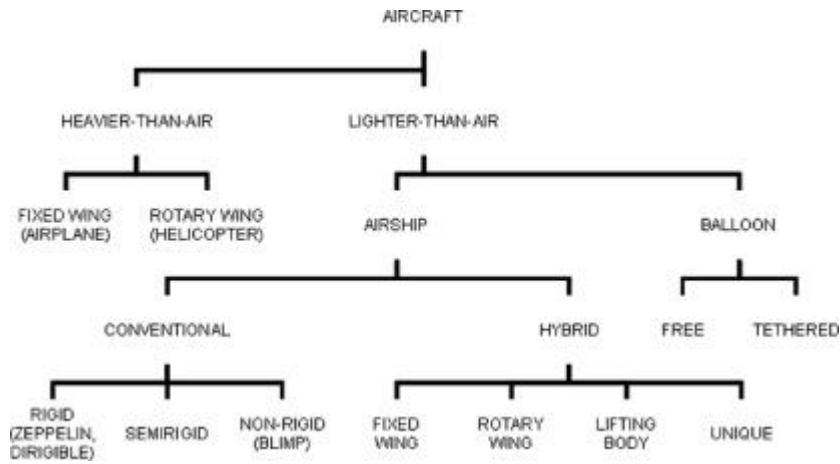 AIRCRAFT
HEAVIER-THAN-AIR
LIGHTER-THAN-AIR
FIXED WING
(AIRPLANE)
ROTARY WING
(HELICOPTER)
AIRSHIP
BALLOON
CONVENTIONAL
HYBRID
FREE
TETHERED
RIGID
(ZEPPELIN,
DIRIGIBLE)
SEMIRIGID
NON-RIGID
(BLIMP)
FIXED
WING
ROTARY
WING
LIFTING
BODY
UNIQUE